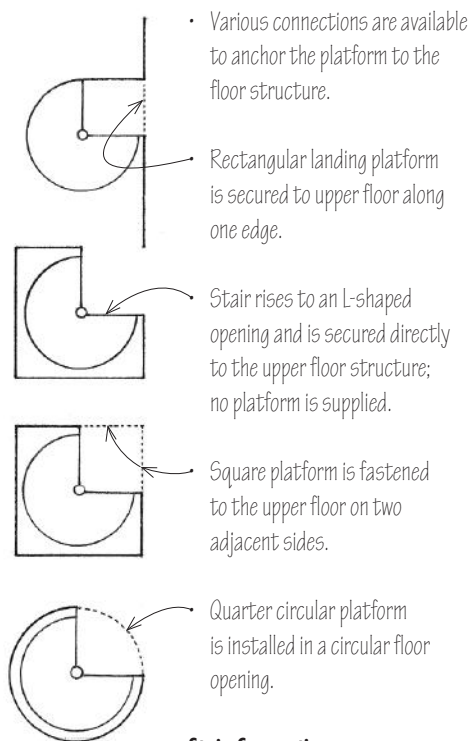 • Various connections are available
to anchor the platform to the
floor structure.
• Rectangular landing platform
is secured to upper floor along
one edge.
• Stair rises to an L-shaped
opening and is secured directly
to the upper floor structure;
no platform is supplied.
• Square platform is fastened
to the upper floor on two
adjacent sides.
• Quarter circular platform
is installed in a circular floor
opening.